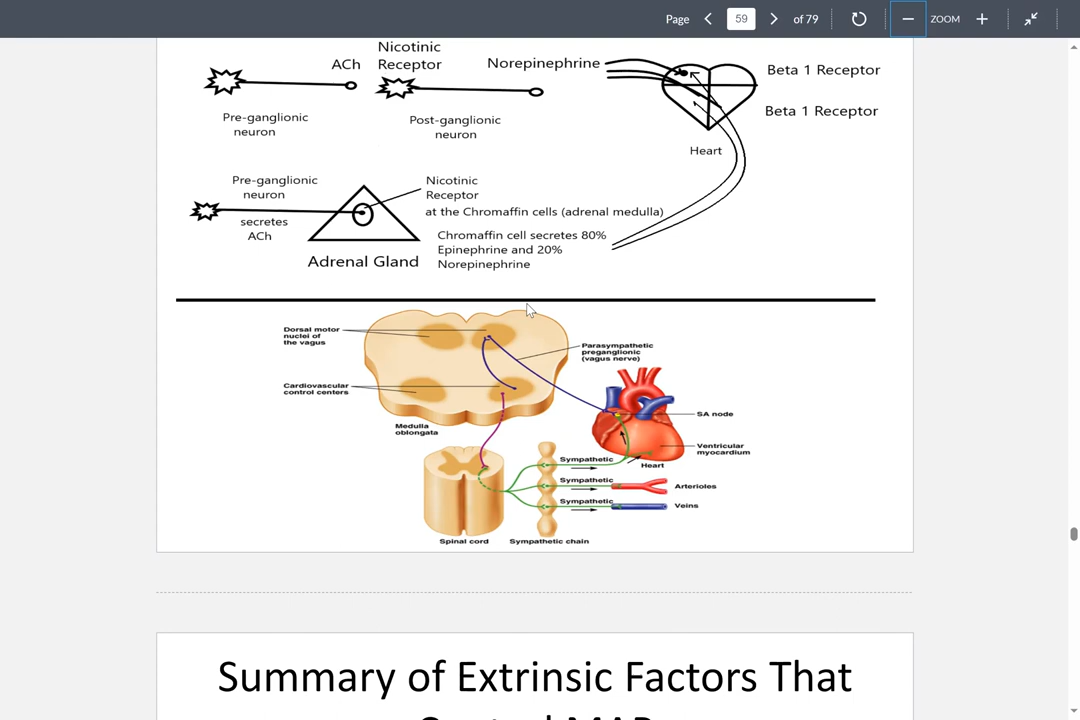 Page 59 of 79 ZOOM
Nicotinic
ACh Receptor Norepinephrine Beta 1 Receptor
Beta 1 Receptor
Pre-ganglionic
neuron
Post-ganglionic
neuron
Heart
Pre-ganglionic
neuron
secretes
ACh
Nicotinic
Receptor
at the Chromaffin cells (adrenal medulla)
Chromaffin cell secretes 80%
Epinephrine and 20%
Norepinephrine
Adrenal Gland
Dorsal motor
nuclei of
the vagus
Parasympathetic
preganglionic
(vagus nerve)
Cardiovascular
control centers
SA node
Medulla
oblongata
Ventricular
myocardium
Sympathetic
Heart
Sympathetic
Arterioles
Sympathetic
Veins
Spinal cord
Sympathetic chain
Summary of Extrinsic Factors That